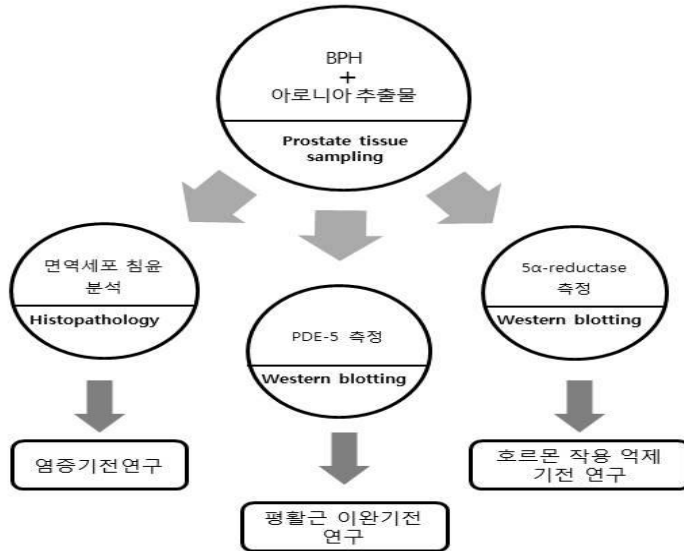 BPH
+
아로니아 추출물
Prostate tissue
sampling
면역세포 침윤
분석
Histopathology
염증기전연구
PDE-5 측정
Western blotting
평활근 이완기전
연구
5α-reductase
측정
Western blotting
호르몬 작용 억제
기전 연구